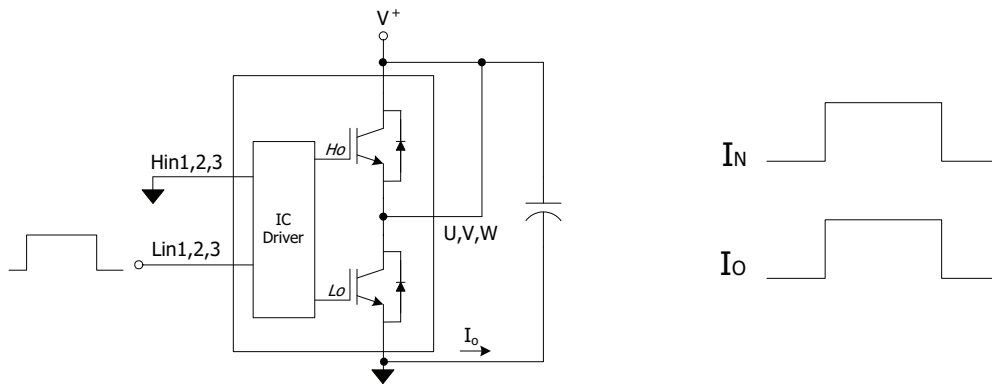 V+
Hin1,2,3
Ho
IC
Driver
U,V,W
Lin1,2,3
Lo
Io
IN
IO